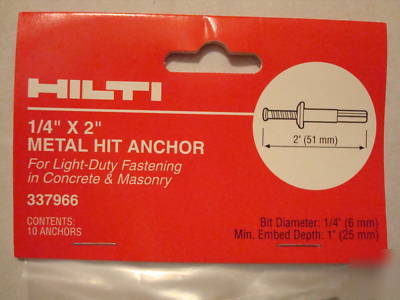 HILTI
1/4" X 2"
METAL HIT ANCHOR
For Light-Duty Fastening
in Concrete & Masonry
337966
CONTENTS:
10 ANCHORS
2" (51 mm)
Bit Diameter: 1/4" (6 mm)
Min. Embed Depth: 1" (25 mm)